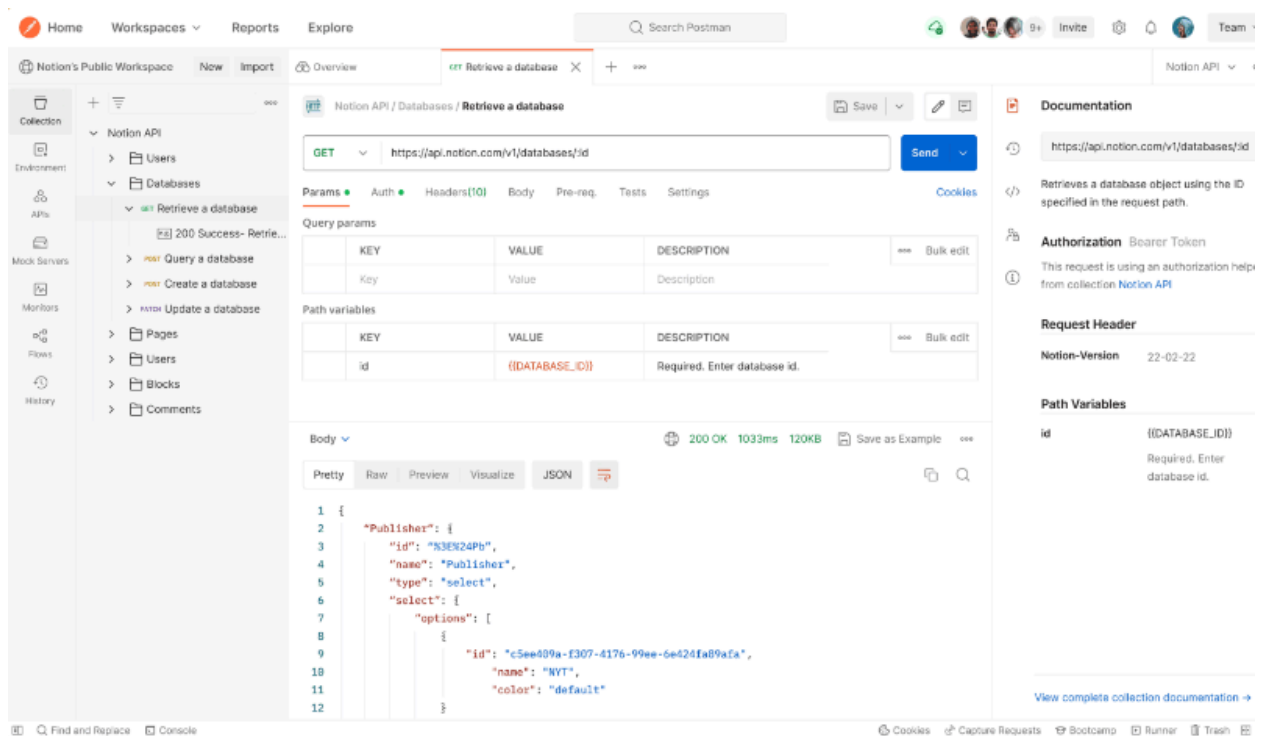 Home Workspaces Reports Explore Search Postman 9+ Invite Team
Notion's Public Workspace New Import Overview GET Retrieve a database Notion API
Collection
Environment
APIs
Mock Servers
Monitors
Flows
History
Notion API
Users
Databases
GET Retrieve a database
200 Success- Retrie...
POST Query a database
POST Create a database
PATCH Update a database
Pages
Users
Blocks
Comments
Notion API / Databases / Retrieve a database Save
GET https://api.notion.com/v1/databases/:id Send
Params Auth Headers(10) Body Pre-req. Tests Settings Cookies
Query params
KEY VALUE DESCRIPTION Bulk edit
Key Value Description
Path variables
KEY VALUE DESCRIPTION Bulk edit
id {{DATABASE_ID}} Required. Enter database id.
Body 200 OK 1033ms 120KB Save as Example
Pretty Raw Preview Visualize JSON
1 {
2 "Publisher": {
3 "id": "%3E%24Pb",
4 "name": "Publisher",
5 "type": "select",
6 "select": {
7 "options": [
8 {
9 "id": "c5ee409a-f307-4176-99ee-6e424fa89afa",
10 "name": "NYT",
11 "color": "default"
12 }
Documentation
https://api.notion.com/v1/databases/:id
Retrieves a database object using the ID
specified in the request path.
Authorization Bearer Token
This request is using an authorization helpe
from collection Notion API
Request Header
Notion-Version 22-02-22
Path Variables
id {{DATABASE_ID}}
Required. Enter
database id.
View complete collection documentation →
Find and Replace Console Cookies Capture Requests Bootcamp Runner Trash